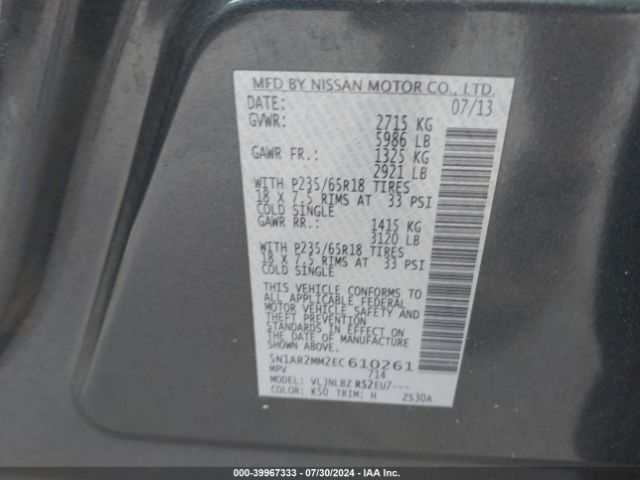 MFD BY NISSAN MOTOR CO., LTD.
DATE: 07/13
GVWR: 2715 KG
5986 LB
GAWR FR.: 1325 KG
2921 LB
WITH P235/65R18 TIRES
18 X 7.5 RIMS AT 33 PSI
COLD SINGLE
GAWR RR.: 1415 KG
3120 LB
WITH P235/65R18 TIRES
18 X 7.5 RIMS AT 33 PSI
COLD SINGLE
THIS VEHICLE CONFORMS TO
ALL APPLICABLE FEDERAL
MOTOR VEHICLE SAFETY AND
THEFT PREVENTION
STANDARDS IN EFFECT ON
THE DATE OF MANUFACTURE
SHOWN ABOVE.
5N1AR2MM2EC610261
MPV 714
MODEL: VLJNLBZ R52EU7---
COLOR: K50 TRIM: H 2S30A
000-39967333 - 07/30/2024 - IAA Inc.